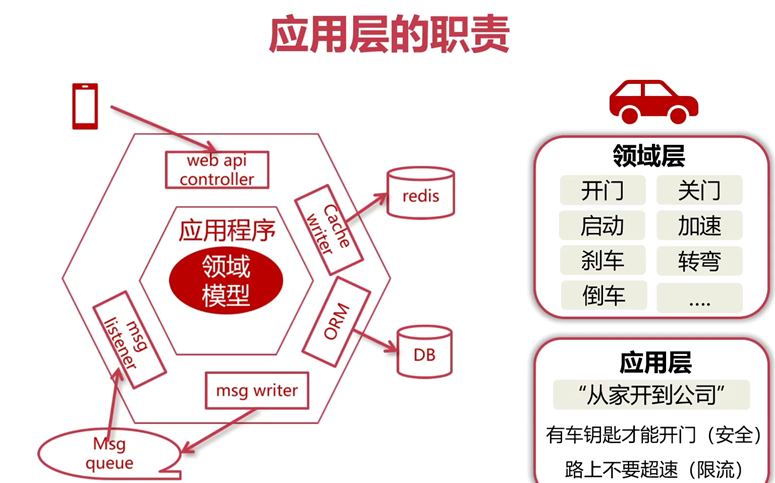 应用层的职责
web api
controller
redis
Cache
writer
应用程序
领域
模型
ORM
msg
listener
DB
msg writer
Msg
queue
领域层
开门
关门
启动
加速
刹车
转弯
倒车
....
应用层
“从家开到公司”
有车钥匙才能开门（安全）
路上不要超速（限流）